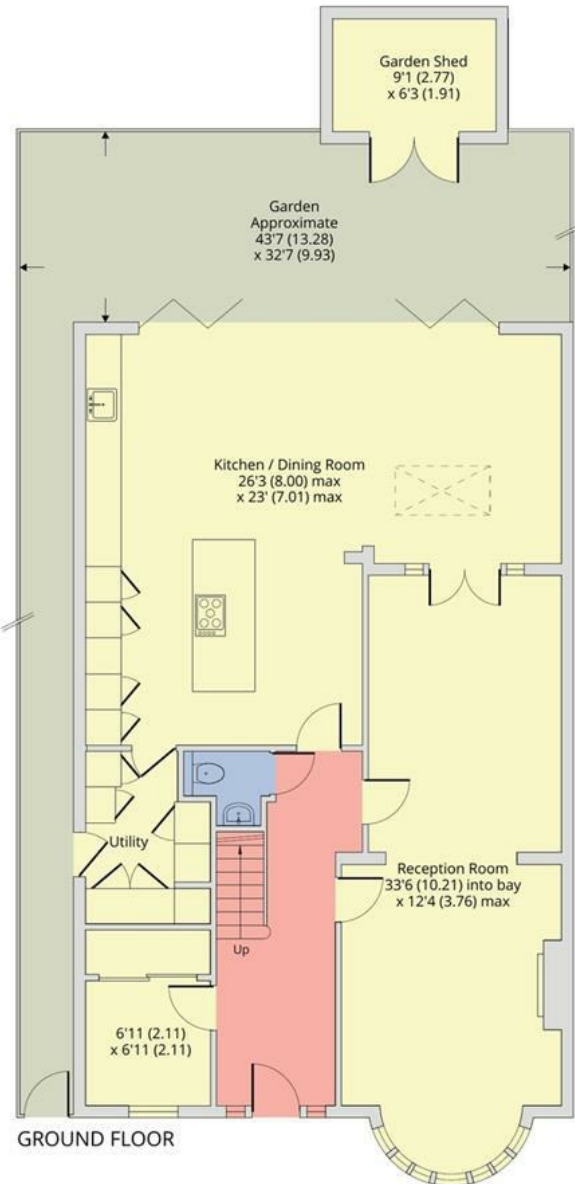 Garden Shed
9'1 (2.77)
x 6'3 (1.91)
Garden
Approximate
43'7 (13.28)
x 32'7 (9.93)
Kitchen / Dining Room
26'3 (8.00) max
x 23' (7.01) max
Utility
Reception Room
33'6 (10.21) into bay
x 12'4 (3.76) max
Up
6'11 (2.11)
x 6'11 (2.11)
GROUND FLOOR